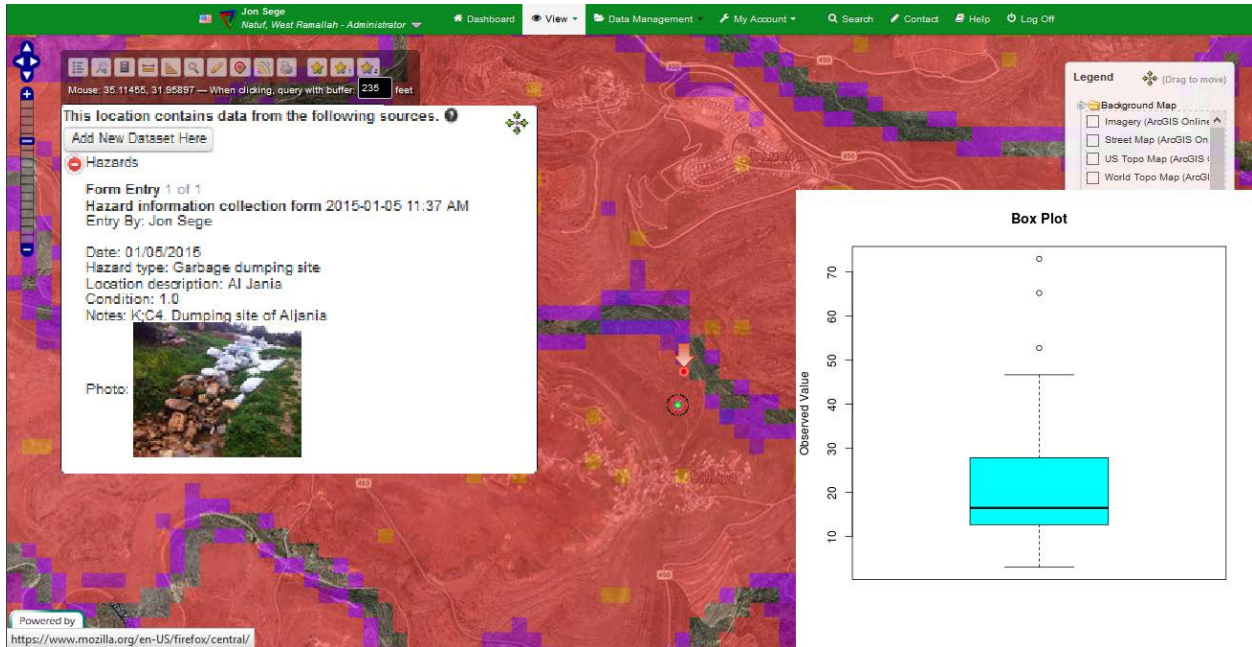 Jon Sege
Natuf, West Ramallah - Administrator
Dashboard
View
Data Management
My Account
Search
Contact
Help
Log Off
Mouse: 35.11455, 31.95897 — When clicking, query with buffer: 235 feet
This location contains data from the following sources.
Add New Dataset Here
Hazards
Form Entry 1 of 1
Hazard information collection form 2015-01-05 11:37 AM
Entry By: Jon Sege
Date: 01/05/2015
Hazard type: Garbage dumping site
Location description: Al Jania
Condition: 1.0
Notes: K;C4. Dumping site of Aljania
Photo:
Legend
(Drag to move)
Background Map
Imagery (ArcGIS Online
Street Map (ArcGIS On
US Topo Map (ArcGIS
World Topo Map (ArcGI
450
450
450
TALMON B
463
450
Box Plot
Observed Value
70
60
50
40
30
20
10
Powered by
https://www.mozilla.org/en-US/firefox/central/